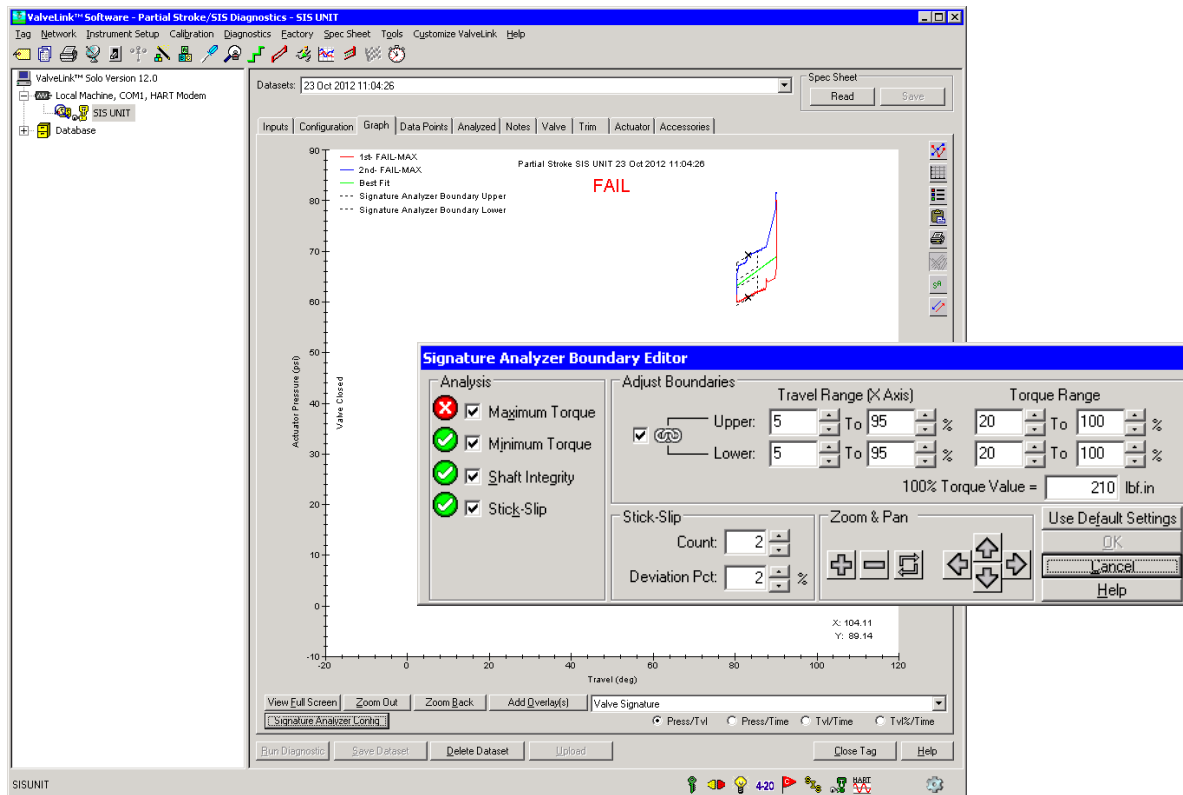 ValveLink™ Software - Partial Stroke/SIS Diagnostics - SIS UNIT
Tag Network Instrument Setup Calibration Diagnostics Factory Spec Sheet Tools Customize ValveLink Help
ValveLink™ Solo Version 12.0
Local Machine, COM1, HART Modem
SIS UNIT
Database
Datasets: 23 Oct 2012 11:04:26
Spec Sheet
Read Save
Inputs Configuration Graph Data Points Analyzed Notes Valve Trim Actuator Accessories
1st- FAIL-MAX
2nd- FAIL-MAX
Best Fit
Signature Analyzer Boundary Upper
Signature Analyzer Boundary Lower
Partial Stroke SIS UNIT 23 Oct 2012 11:04:26
FAIL
90
80
70
60
50
40
30
20
10
0
-10
Actuator Pressure (psi)
Valve Closed
-20 0 20 40 60 80 100 120
Travel (deg)
X: 104.11
Y: 89.14
SA
Signature Analyzer Boundary Editor
Analysis
Maximum Torque
Minimum Torque
Shaft Integrity
Stick-Slip
Adjust Boundaries
Travel Range (X Axis) Torque Range
Upper: 5 To 95 % 20 To 100 %
Lower: 5 To 95 % 20 To 100 %
100% Torque Value = 210 lbf.in
Stick-Slip
Count: 2
Deviation Pct: 2 %
Zoom & Pan
Use Default Settings
OK
Cancel
Help
View Full Screen Zoom Out Zoom Back Add Overlay(s) Valve Signature
Signature Analyzer Config Press/Tvl Press/Time Tvl/Time Tvl%/Time
Run Diagnostic Save Dataset Delete Dataset Upload Close Tag Help
SISUNIT
4-20
HART